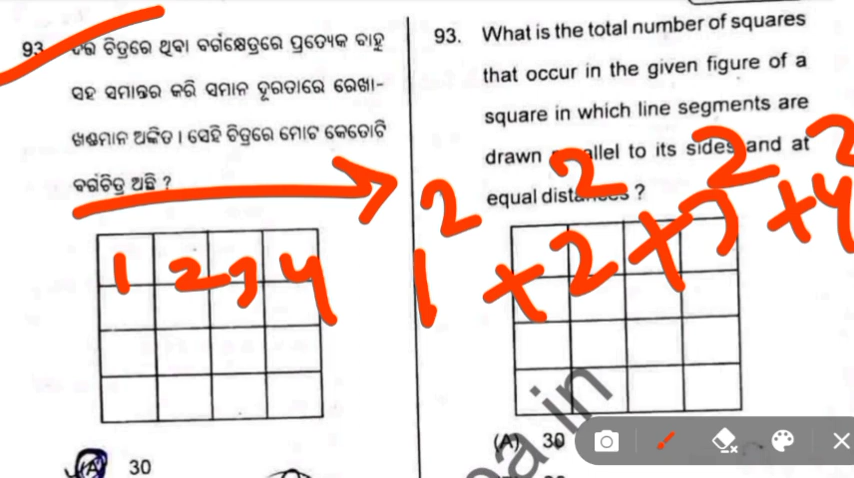 93. ଦତ୍ତ ଚିତ୍ରରେ ଥିବା ବର୍ଗକ୍ଷେତ୍ରରେ ପ୍ରତ୍ୟେକ ବାହୁ
ସହ ସମାନ୍ତର କରି ସମାନ ଦୂରତାରେ ରେଖା-
ଖଣ୍ଡମାନ ଅଙ୍କିତ । ସେହି ଚିତ୍ରରେ ମୋଟ କେତୋଟି
ବର୍ଗଚିତ୍ର ଅଛି ?
1 2 3 4
(A) 30
93. What is the total number of squares
that occur in the given figure of a
square in which line segments are
drawn to its sides and at
equal ?
1² + 2² + 3² + 4²
(A) 30